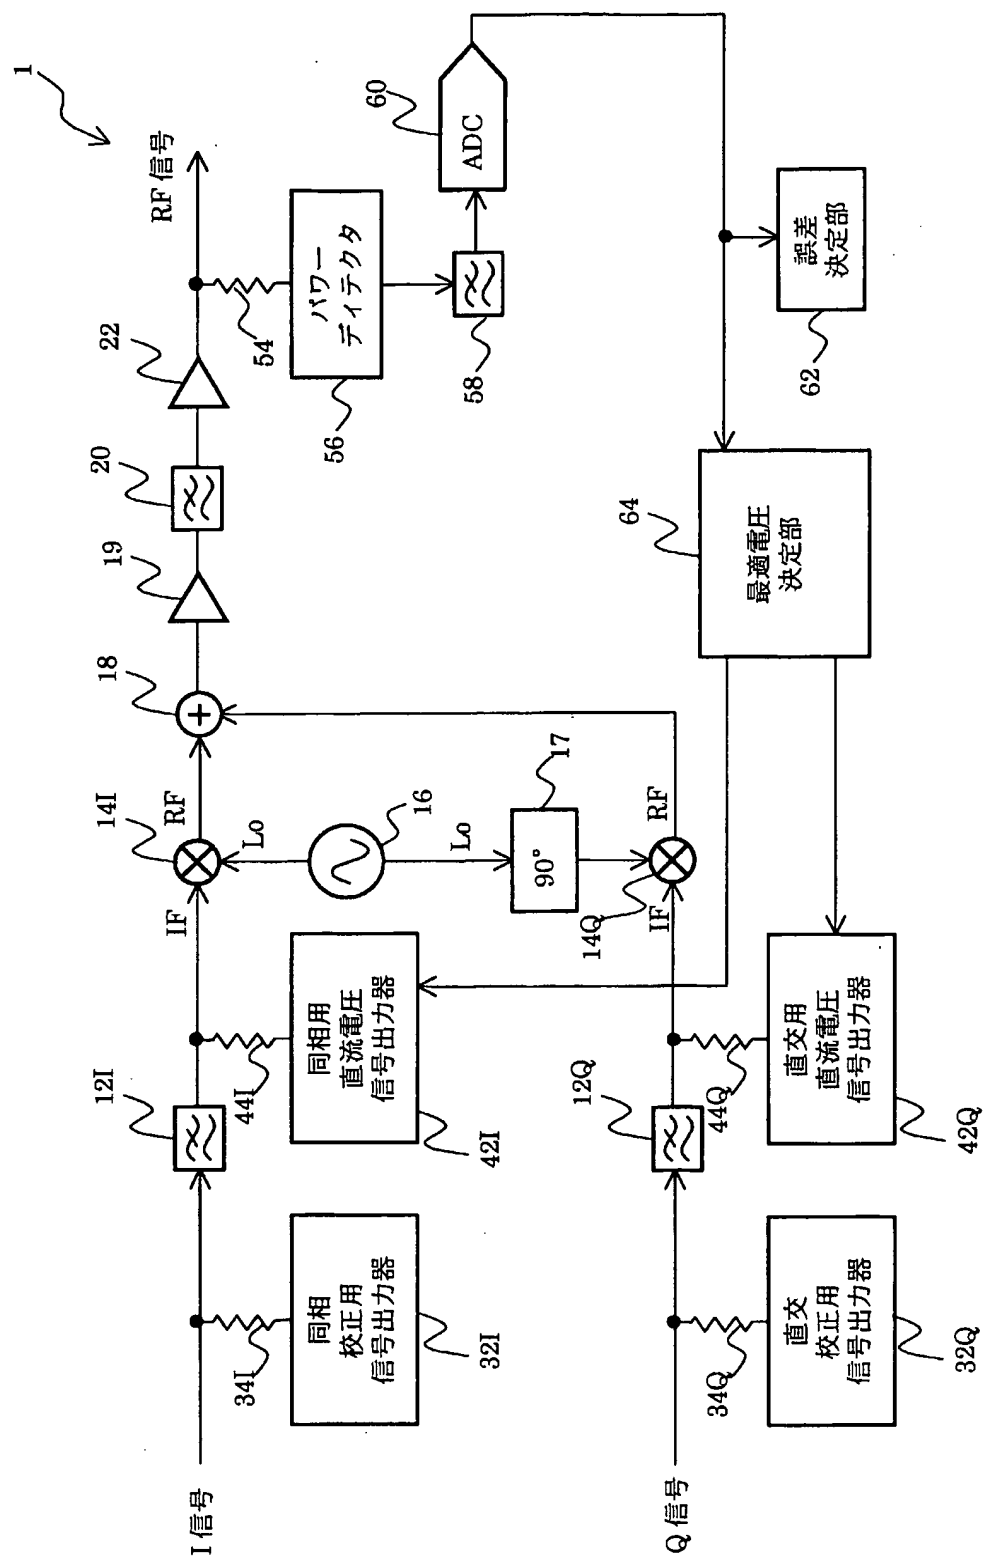 1
RF 信号
22
20
19
18
14I
RF
Lo
IF
12I
I 信号
54
パワー
ディテクタ
56
58
60
ADC
誤差
決定部
62
64
最適電圧
決定部
16
Lo
17
90°
14Q
RF
IF
同相用
直流電圧
信号出力器
44I
42I
同相
校正用
信号出力器
34I
32I
12Q
直交用
直流電圧
信号出力器
44Q
42Q
直交
校正用
信号出力器
34Q
32Q
Q 信号